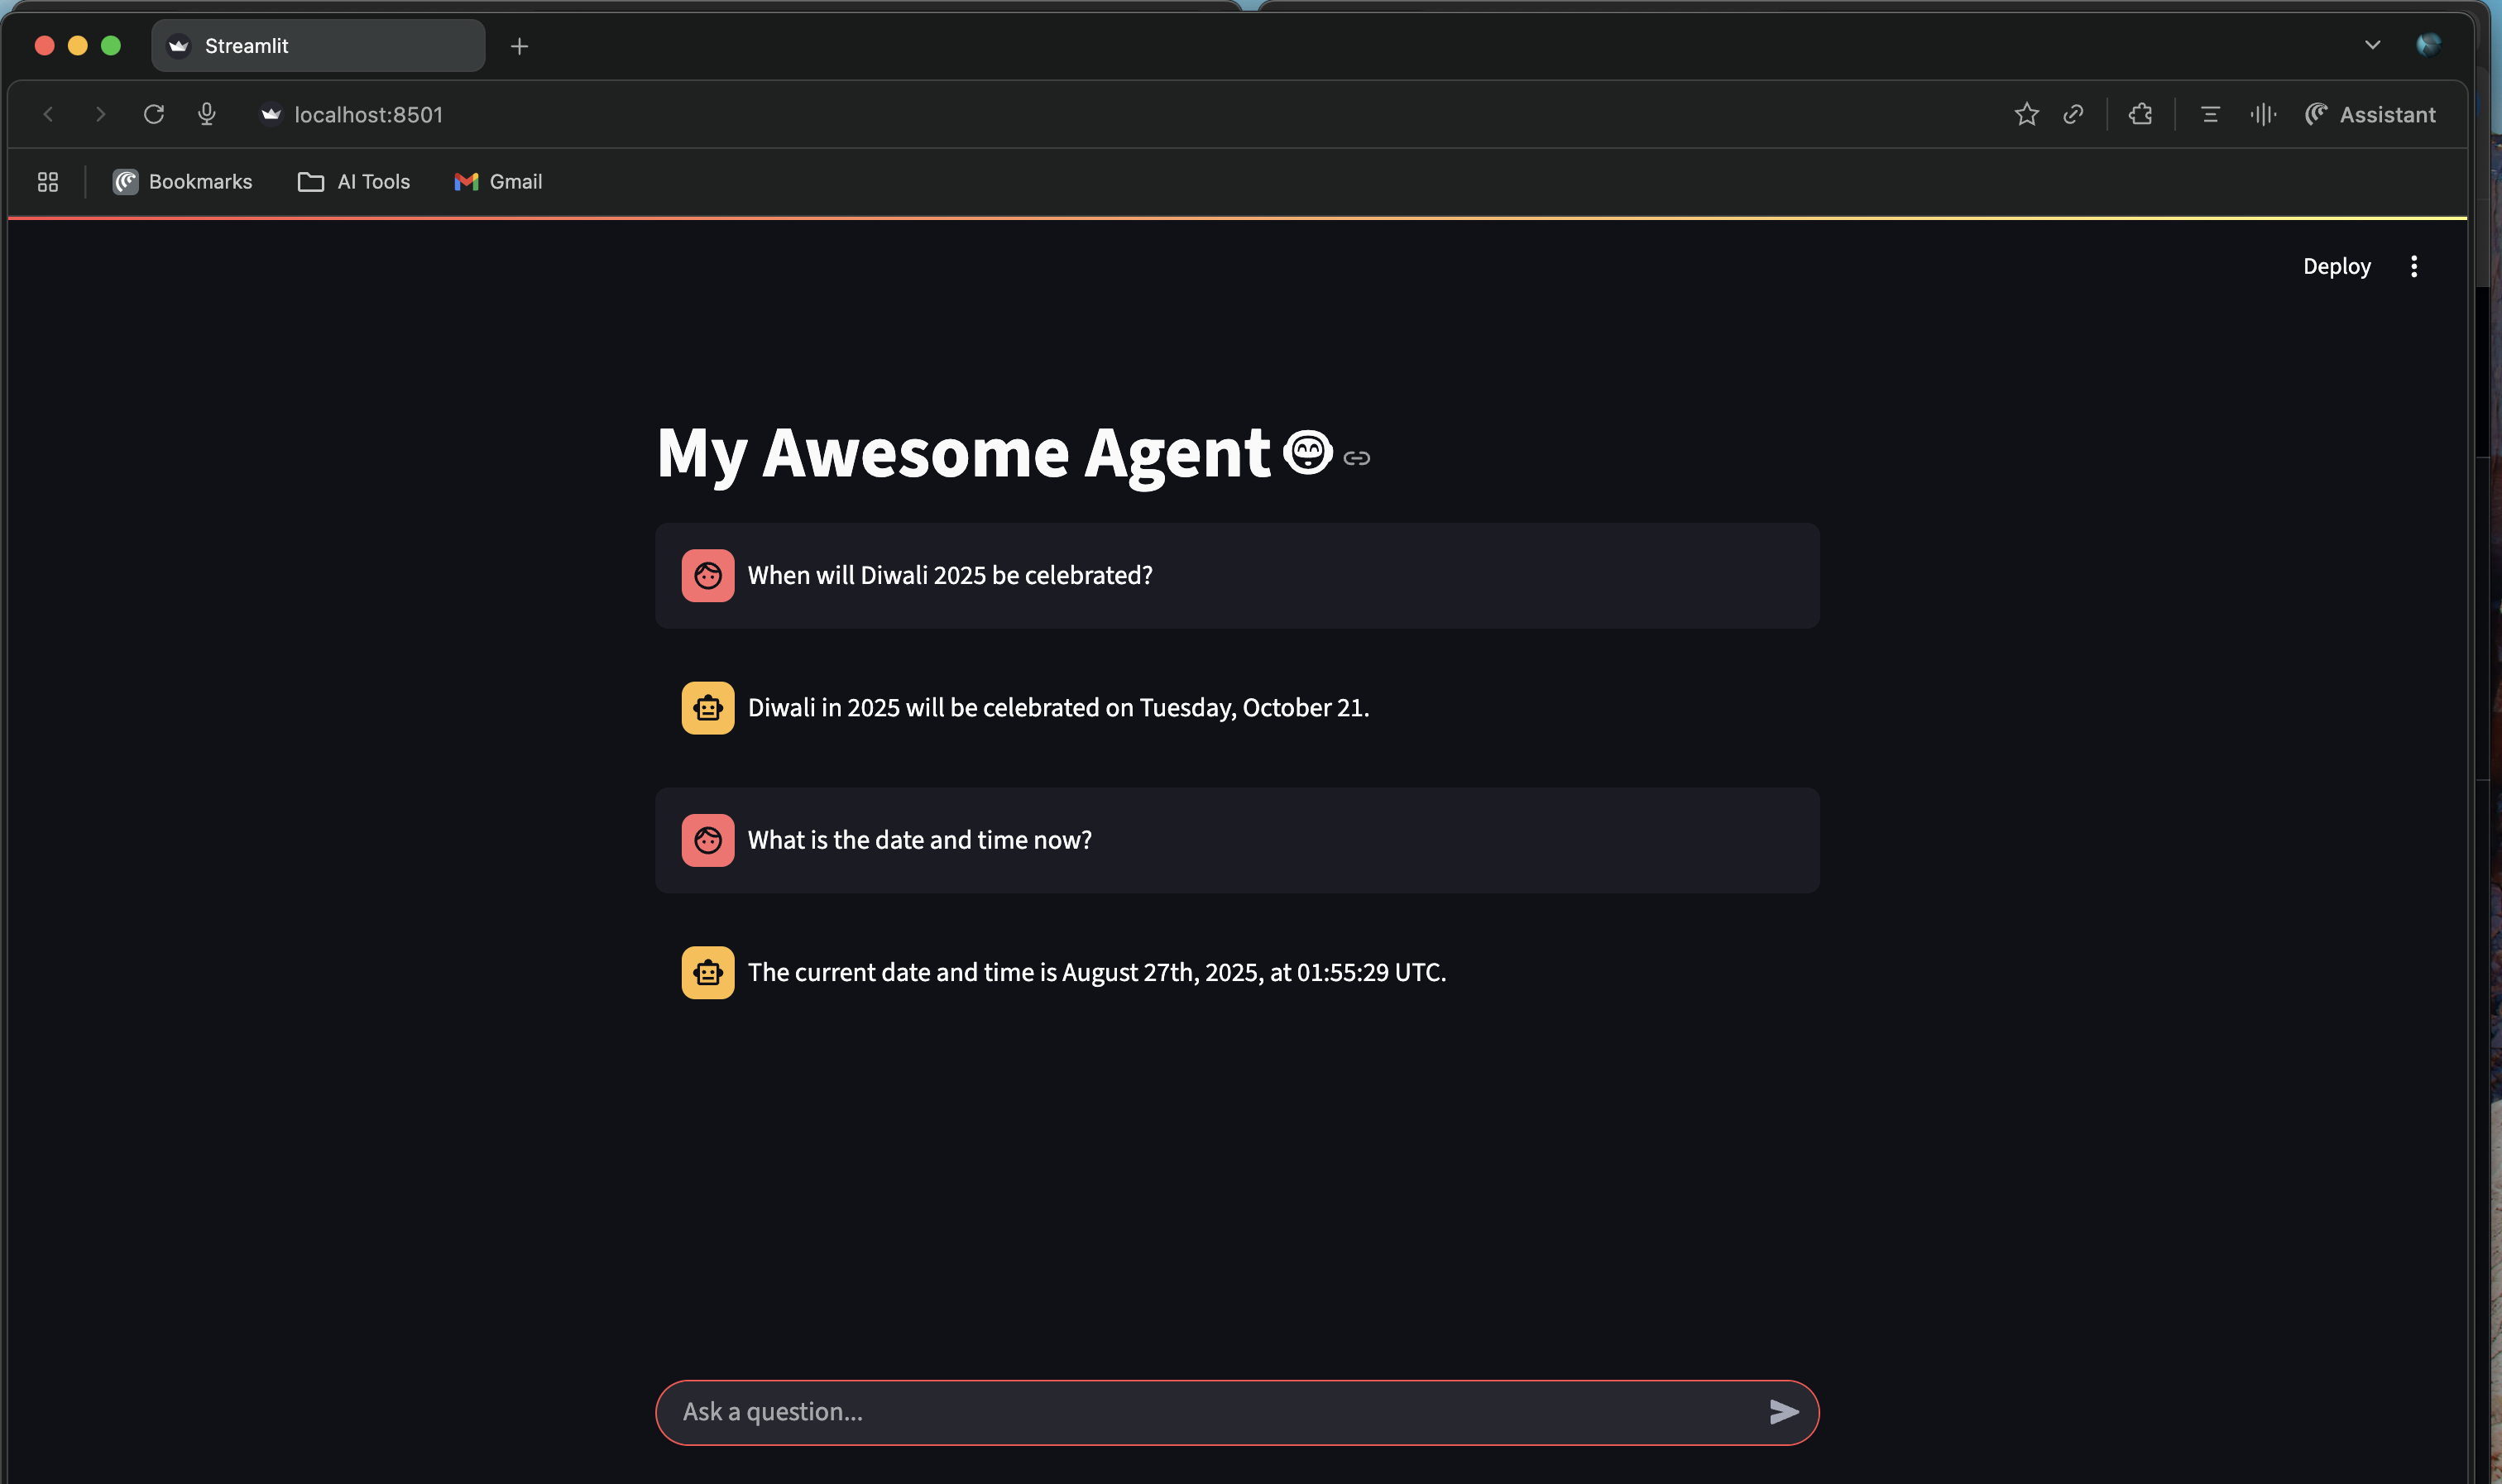 Streamlit
localhost:8501
Assistant
Bookmarks
AI Tools
Gmail
Deploy
My Awesome Agent
When will Diwali 2025 be celebrated?
Diwali in 2025 will be celebrated on Tuesday, October 21.
What is the date and time now?
The current date and time is August 27th, 2025, at 01:55:29 UTC.
Ask a question...